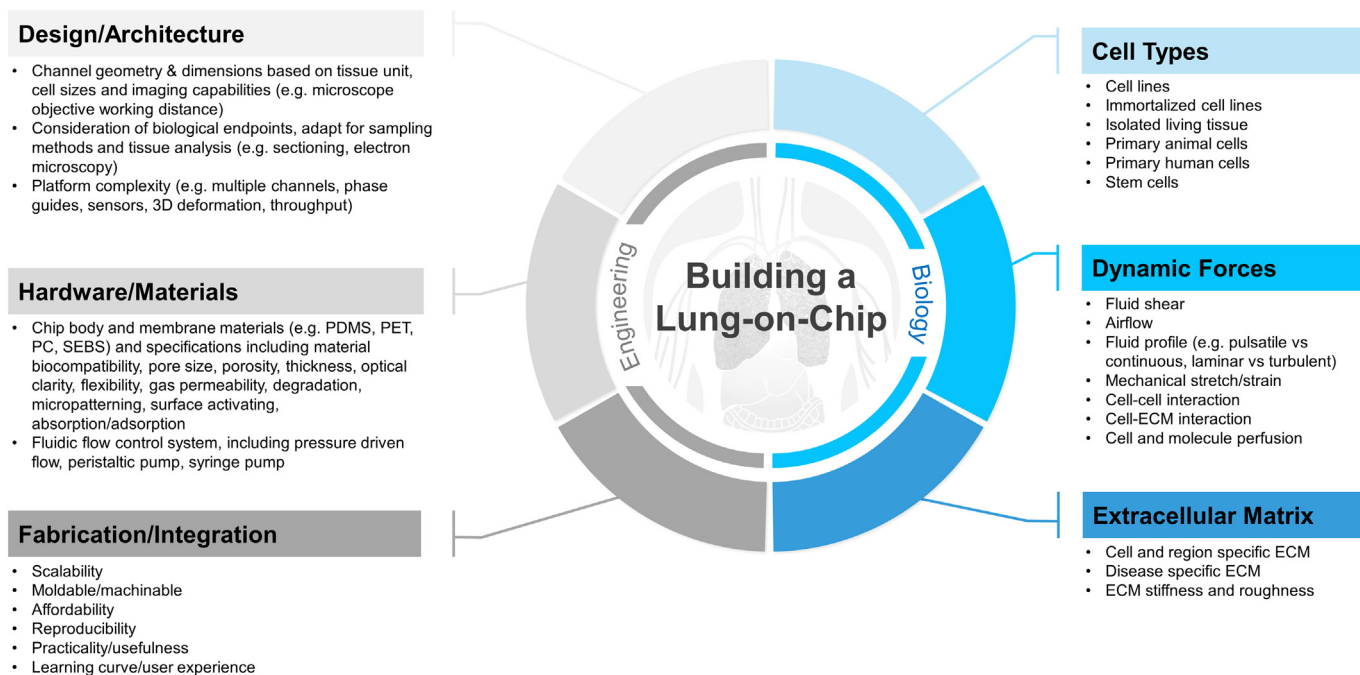 Design/Architecture
• Channel geometry & dimensions based on tissue unit,
cell sizes and imaging capabilities (e.g. microscope
objective working distance)
• Consideration of biological endpoints, adapt for sampling
methods and tissue analysis (e.g. sectioning, electron
microscopy)
• Platform complexity (e.g. multiple channels, phase
guides, sensors, 3D deformation, throughput)
Hardware/Materials
• Chip body and membrane materials (e.g. PDMS, PET,
PC, SEBS) and specifications including material
biocompatibility, pore size, porosity, thickness, optical
clarity, flexibility, gas permeability, degradation,
micropatterning, surface activating,
absorption/adsorption
• Fluidic flow control system, including pressure driven
flow, peristaltic pump, syringe pump
Fabrication/Integration
• Scalability
• Moldable/machinable
• Affordability
• Reproducibility
• Practicality/usefulness
• Learning curve/user experience
Engineering
Building a
Lung-on-Chip
Biology
Cell Types
• Cell lines
• Immortalized cell lines
• Isolated living tissue
• Primary animal cells
• Primary human cells
• Stem cells
Dynamic Forces
• Fluid shear
• Airflow
• Fluid profile (e.g. pulsatile vs
continuous, laminar vs turbulent)
• Mechanical stretch/strain
• Cell-cell interaction
• Cell-ECM interaction
• Cell and molecule perfusion
Extracellular Matrix
• Cell and region specific ECM
• Disease specific ECM
• ECM stiffness and roughness